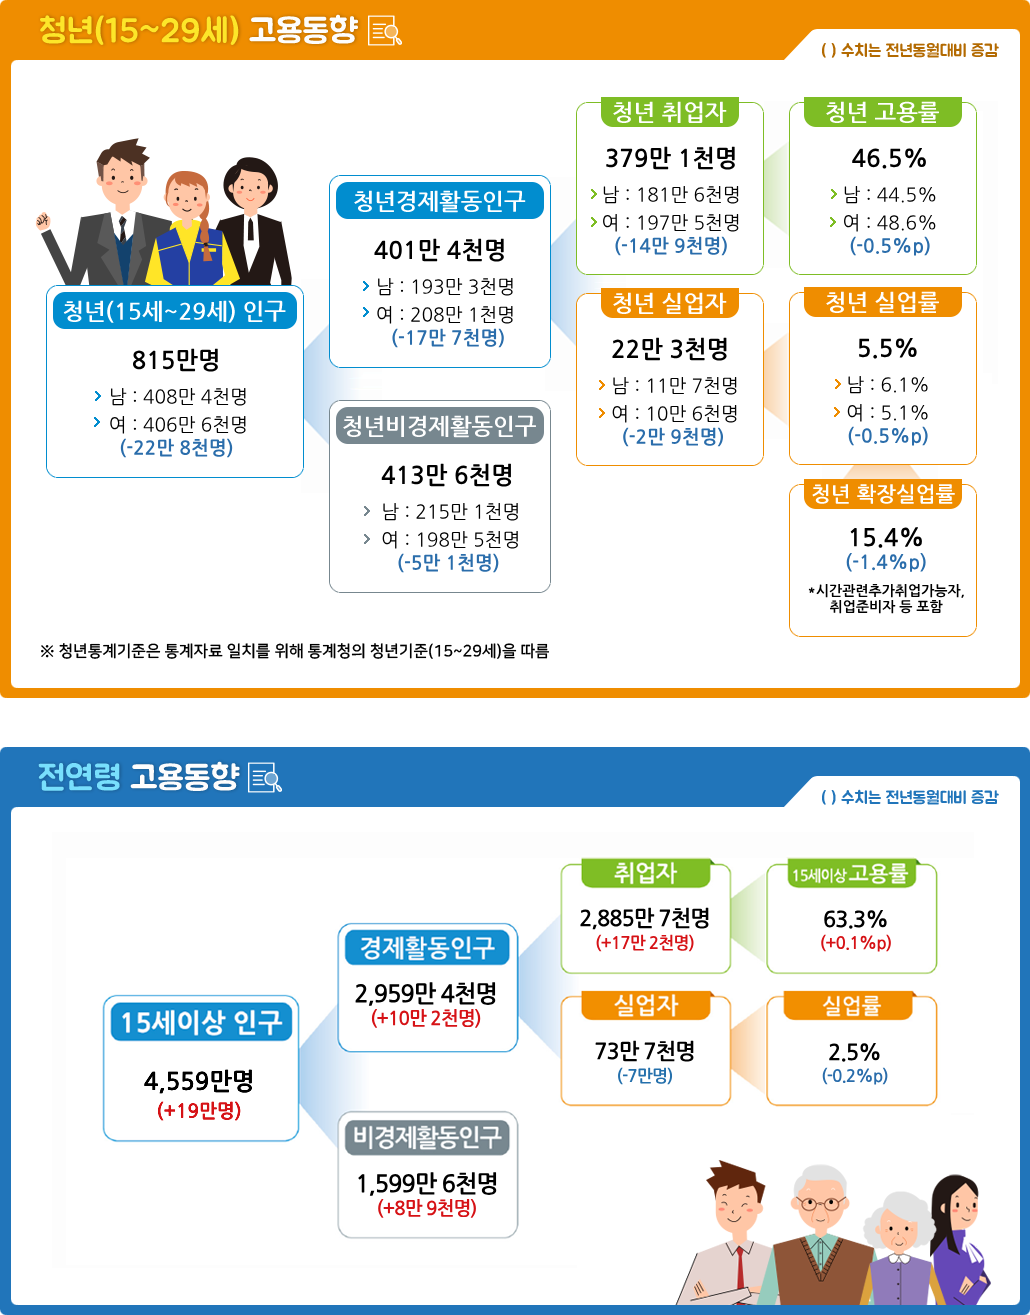 청년(15~29세) 고용동향
( ) 수치는 전년동월대비 증감
청년(15세~29세) 인구
815만명
남 : 408만 4천명
여 : 406만 6천명
(-22만 8천명)
청년경제활동인구
401만 4천명
남 : 193만 3천명
여 : 208만 1천명
(-17만 7천명)
청년비경제활동인구
413만 6천명
남 : 215만 1천명
여 : 198만 5천명
(-5만 1천명)
청년 취업자
379만 1천명
남 : 181만 6천명
여 : 197만 5천명
(-14만 9천명)
청년 고용률
46.5%
남 : 44.5%
여 : 48.6%
(-0.5%p)
청년 실업자
22만 3천명
남 : 11만 7천명
여 : 10만 6천명
(-2만 9천명)
청년 실업률
5.5%
남 : 6.1%
여 : 5.1%
(-0.5%p)
청년 확장실업률
15.4%
(-1.4%p)
*시간관련추가취업가능자,
취업준비자 등 포함
※ 청년통계기준은 통계자료 일치를 위해 통계청의 청년기준(15~29세)을 따름
전연령 고용동향
( ) 수치는 전년동월대비 증감
15세이상 인구
4,559만명
(+19만명)
경제활동인구
2,959만 4천명
(+10만 2천명)
비경제활동인구
1,599만 6천명
(+8만 9천명)
취업자
2,885만 7천명
(+17만 2천명)
15세이상 고용률
63.3%
(+0.1%p)
실업자
73만 7천명
(-7만명)
실업률
2.5%
(-0.2%p)